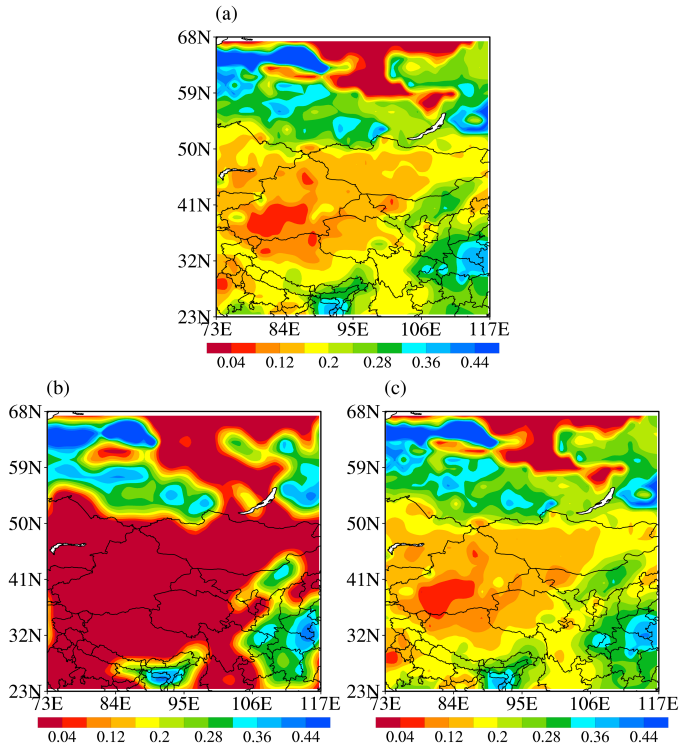 (a)
68N
59N
50N
41N
32N
23N
73E 84E 95E 106E 117E
0.04 0.12 0.2 0.28 0.36 0.44
(b) (c)
68N 68N
59N 59N
50N 50N
41N 41N
32N 32N
23N 23N
73E 84E 95E 106E 117E 73E 84E 95E 106E 117E
0.04 0.12 0.2 0.28 0.36 0.44 0.04 0.12 0.2 0.28 0.36 0.44